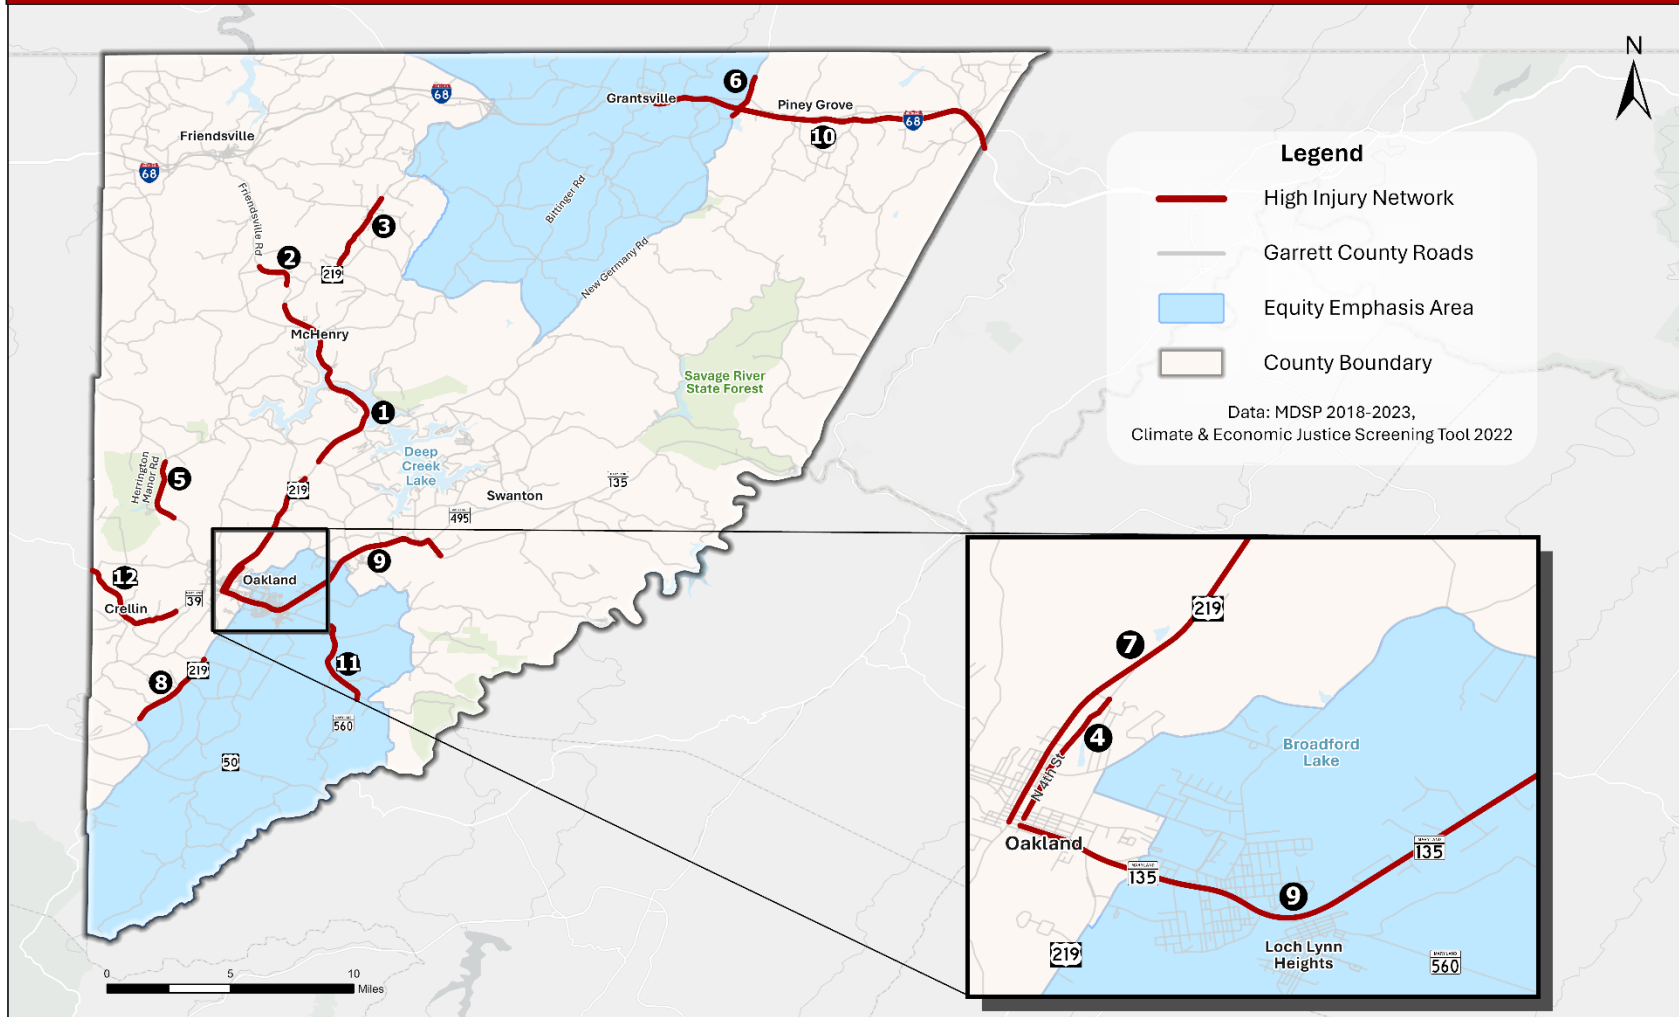 N
68
6
Grantsville
Piney Grove
68
10
Friendsville
68
Legend
High Injury Network
Garrett County Roads
Equity Emphasis Area
County Boundary
Data: MDSP 2018-2023,
Climate & Economic Justice Screening Tool 2022
Friendsville Rd
Bittinger Rd
New Germany Rd
3
2
219
McHenry
Savage River
State Forest
1
Deep
Creek
Lake
Herrington
Manor Rd
5
219
Swanton
135
495
9
Oakland
12
Crellin
39
11
219
8
560
50
0
5
10
Miles
219
7
4
N 4th St
Broadford
Lake
Oakland
MARYLAND
135
MARYLAND
135
9
Loch Lynn
Heights
219
MARYLAND
560